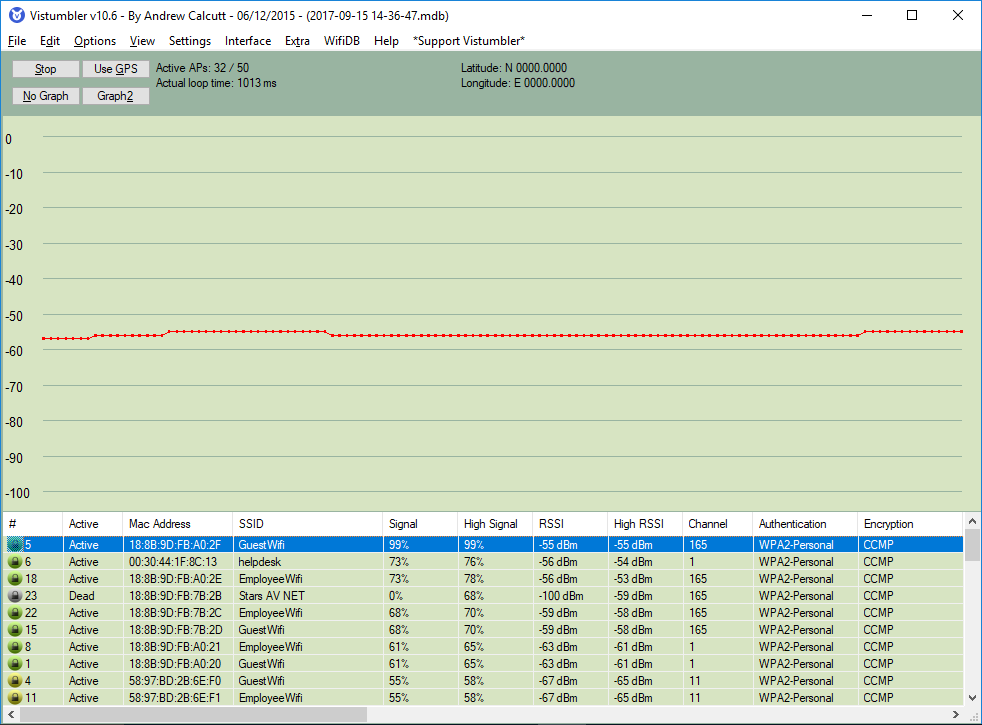 Vistumbler v10.6 - By Andrew Calcutt - 06/12/2015 - (2017-09-15 14-36-47.mdb)
File Edit Options View Settings Interface Extra WifiDB Help *Support Vistumbler*
Stop Use GPS Active APs: 32 / 50 Latitude: N 0000.0000
Actual loop time: 1013 ms Longitude: E 0000.0000
No Graph Graph2
0
-10
-20
-30
-40
-50
-60
-70
-80
-90
-100
# Active Mac Address SSID Signal High Signal RSSI High RSSI Channel Authentication Encryption
5 Active 18:8B:9D:FB:A0:2F GuestWifi 99% 99% -55 dBm -55 dBm 165 WPA2-Personal CCMP
6 Active 00:30:44:1F:8C:13 helpdesk 73% 76% -56 dBm -54 dBm 1 WPA2-Personal CCMP
18 Active 18:8B:9D:FB:A0:2E EmployeeWifi 73% 78% -56 dBm -53 dBm 165 WPA2-Personal CCMP
23 Dead 18:8B:9D:FB:7B:2B Stars AV NET 0% 68% -100 dBm -59 dBm 165 WPA2-Personal CCMP
22 Active 18:8B:9D:FB:7B:2C EmployeeWifi 68% 70% -59 dBm -58 dBm 165 WPA2-Personal CCMP
15 Active 18:8B:9D:FB:7B:2D GuestWifi 68% 70% -59 dBm -58 dBm 165 WPA2-Personal CCMP
8 Active 18:8B:9D:FB:A0:21 EmployeeWifi 61% 65% -63 dBm -61 dBm 1 WPA2-Personal CCMP
1 Active 18:8B:9D:FB:A0:20 GuestWifi 61% 65% -63 dBm -61 dBm 1 WPA2-Personal CCMP
4 Active 58:97:BD:2B:6E:F0 GuestWifi 55% 58% -67 dBm -65 dBm 11 WPA2-Personal CCMP
11 Active 58:97:BD:2B:6E:F1 EmployeeWifi 55% 58% -67 dBm -65 dBm 11 WPA2-Personal CCMP